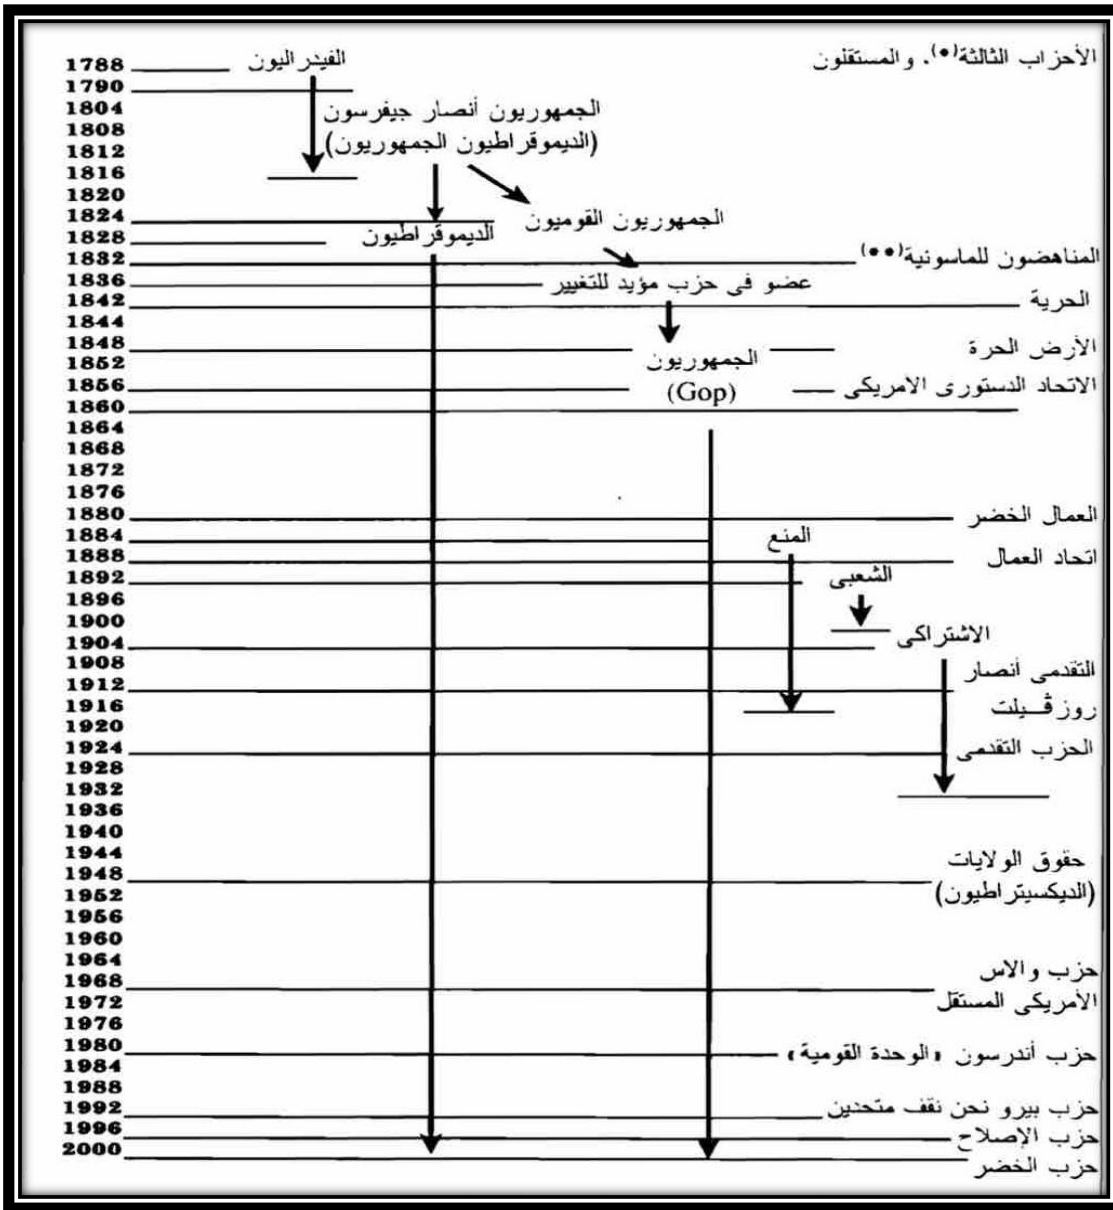 الأحزاب الثالثة(•)، والمستقلون
1788 الفيدراليون
1790
1804 الجمهوريون أنصار جيفرسون
1808
1812 (الديموقراطيون الجمهوريون)
1816
1820
1824 الجمهوريون القوميون
1828 الديموقراطيون
1832 المناهضون للماسونية(••)
1836 عضو فى حزب مؤيد للتغيير
1842 الحرية
1844
1848 الأرض الحرة
1852 الجمهوريون
1856 (Gop) الاتحاد الدستورى الامريكى
1860
1864
1868
1872
1876
1880 العمال الخضر
1884 المنع
1888 اتحاد العمال
1892 الشعبى
1896
1900
1904 الاشتراكى
1908 التقدمى أنصار
1912
1916 روزڤيلت
1920
1924 الحزب التقدمى
1928
1932
1936
1940
1944 حقوق الولايات
1948
1952 (الديكسيتراطيون)
1956
1960
1964 حزب والاس
1968
1972 الأمريكى المستقل
1976
1980 حزب أندرسون «الوحدة القومية»
1984
1988
1992 حزب بيرو نحن نقف متحدين
1996 حزب الإصلاح
2000 حزب الخضر